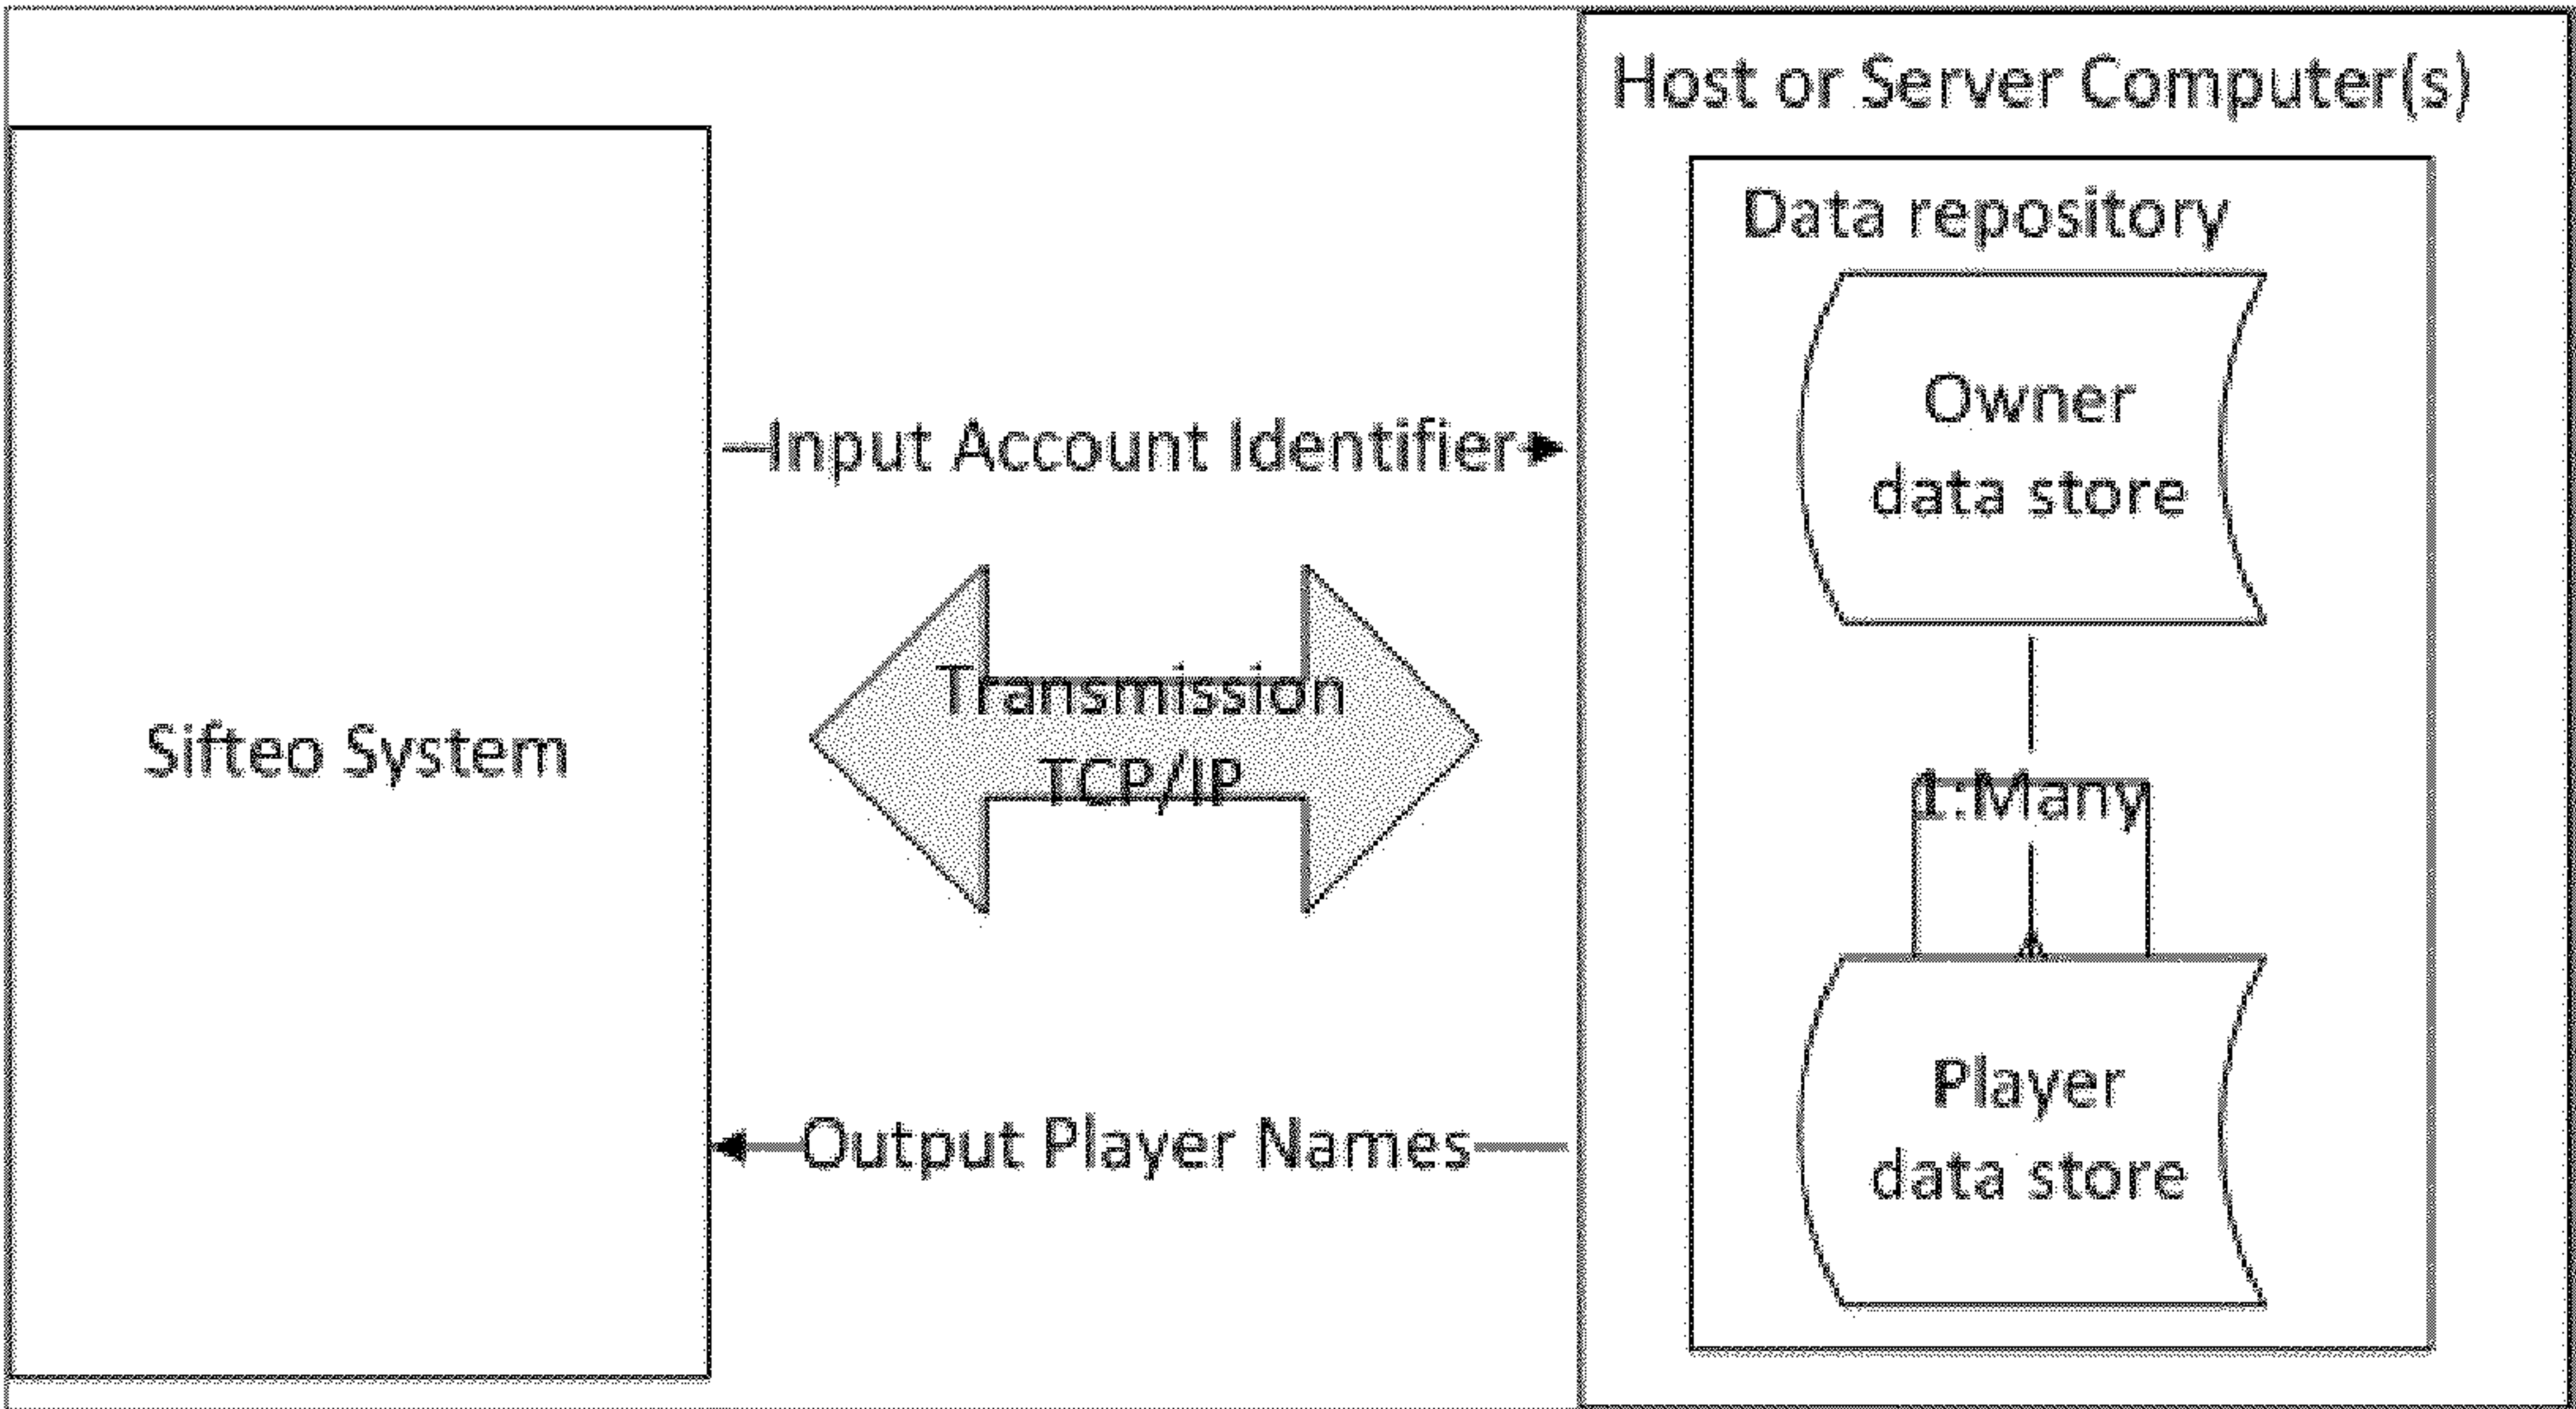 Host or Server Computer(s)
Data repository
Owner
data store
Input Account Identifier
Sifteo System
Transmission
TCP/IP
1:Many
Player
data store
Output Player Names